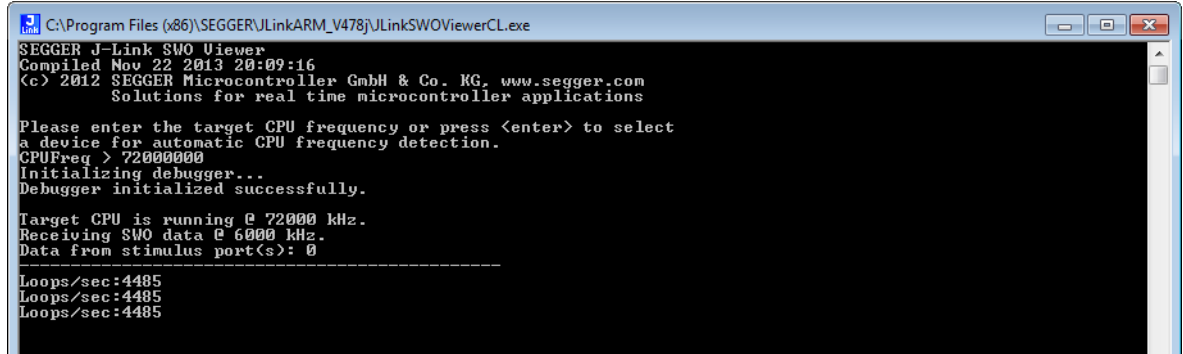 J
Link
C:\Program Files (x86)\SEGGER\JLinkARM_V478j\JLinkSWOViewerCL.exe
SEGGER J-Link SWO Viewer
Compiled Nov 22 2013 20:09:16
(c) 2012 SEGGER Microcontroller GmbH & Co. KG, www.segger.com
Solutions for real time microcontroller applications
Please enter the target CPU frequency or press <enter> to select
a device for automatic CPU frequency detection.
CPUFreq > 72000000
Initializing debugger...
Debugger initialized successfully.
Target CPU is running @ 72000 kHz.
Receiving SWO data @ 6000 kHz.
Data from stimulus port(s): 0
-----------------------------------------------
Loops/sec:4485
Loops/sec:4485
Loops/sec:4485